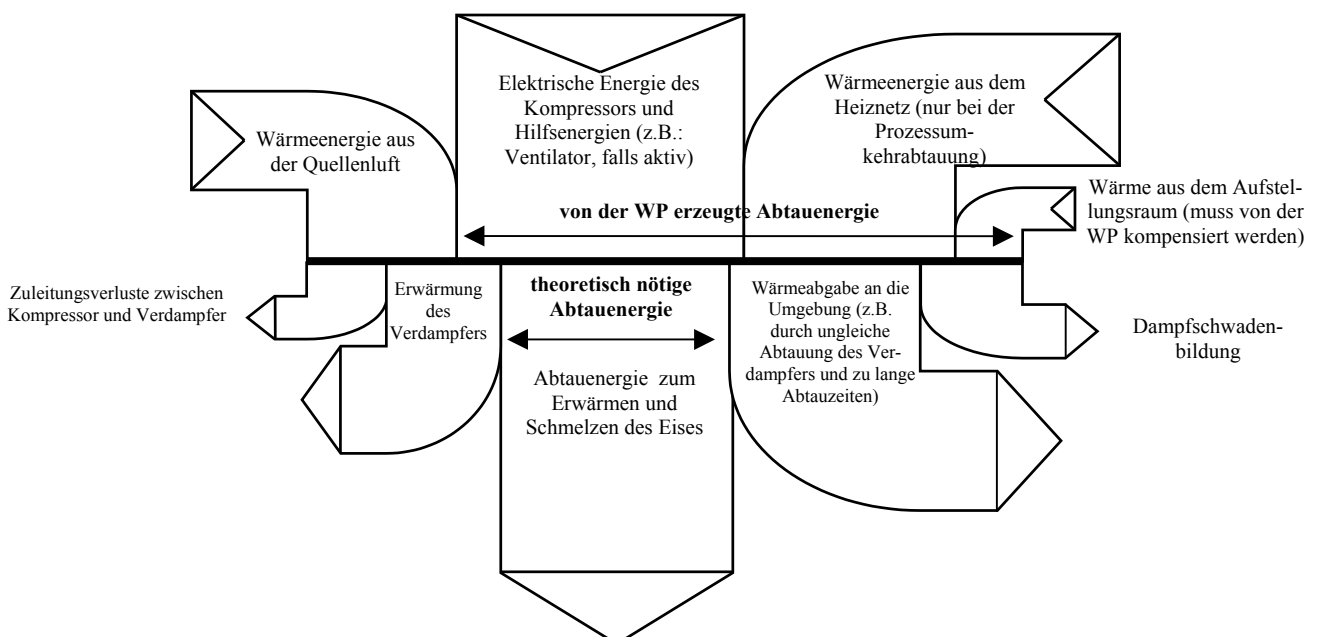 Elektrische Energie des
Kompressors und
Hilfsenergien (z.B.:
Ventilator, falls aktiv)
Wärmeenergie aus dem
Heiznetz (nur bei der
Prozessum-
kehrabtauung)
Wärmeenergie aus
der Quellenluft
Wärme aus dem Aufstel-
lungsraum (muss von der
WP kompensiert werden)
von der WP erzeugte Abtauenergie
Zuleitungsverluste zwischen
Kompressor und Verdampfer
Erwärmung
des
Verdampfers
theoretisch nötige
Abtauenergie
Abtauenergie zum
Erwärmen und
Schmelzen des Eises
Wärmeabgabe an die
Umgebung (z.B.
durch ungleiche
Abtauung des Ver-
dampfers und zu lange
Abtauzeiten)
Dampfschwaden-
bildung